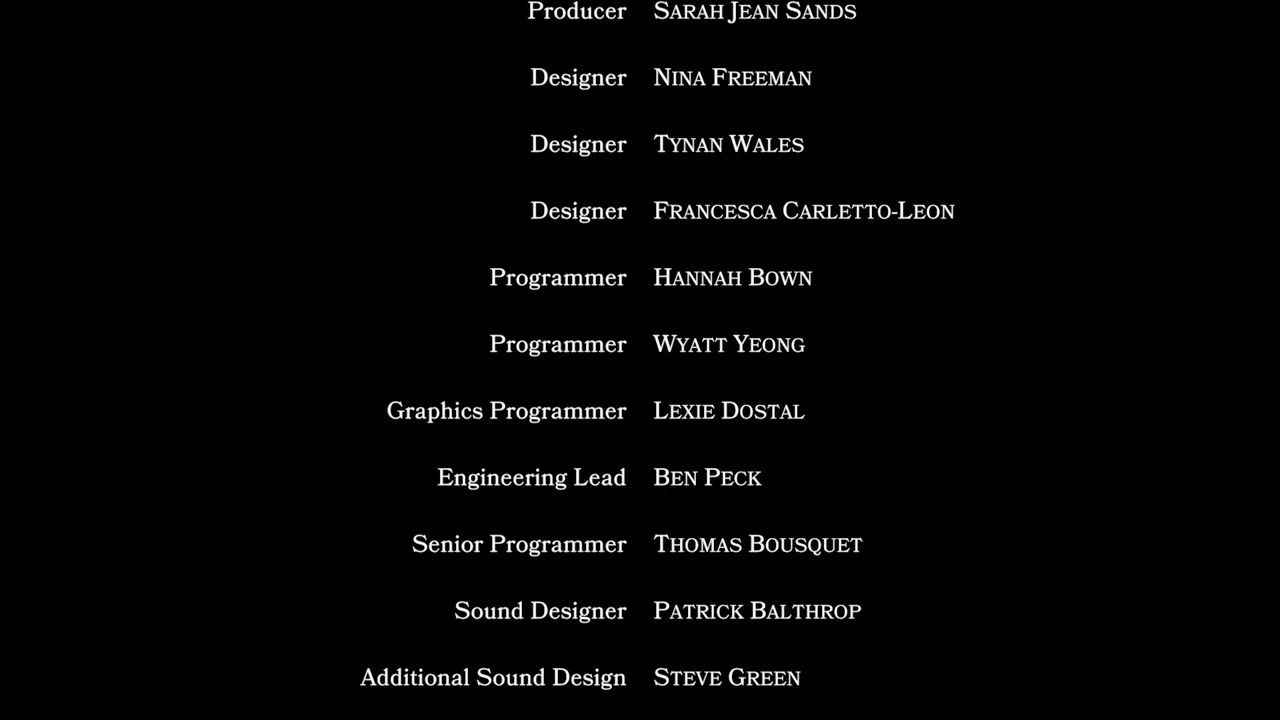 Producer SARAH JEAN SANDS
Designer NINA FREEMAN
Designer TYNAN WALES
Designer FRANCESCA CARLETTO-LEON
Programmer HANNAH BOWN
Programmer WYATT YEONG
Graphics Programmer LEXIE DOSTAL
Engineering Lead BEN PECK
Senior Programmer THOMAS BOUSQUET
Sound Designer PATRICK BALTHROP
Additional Sound Design STEVE GREEN